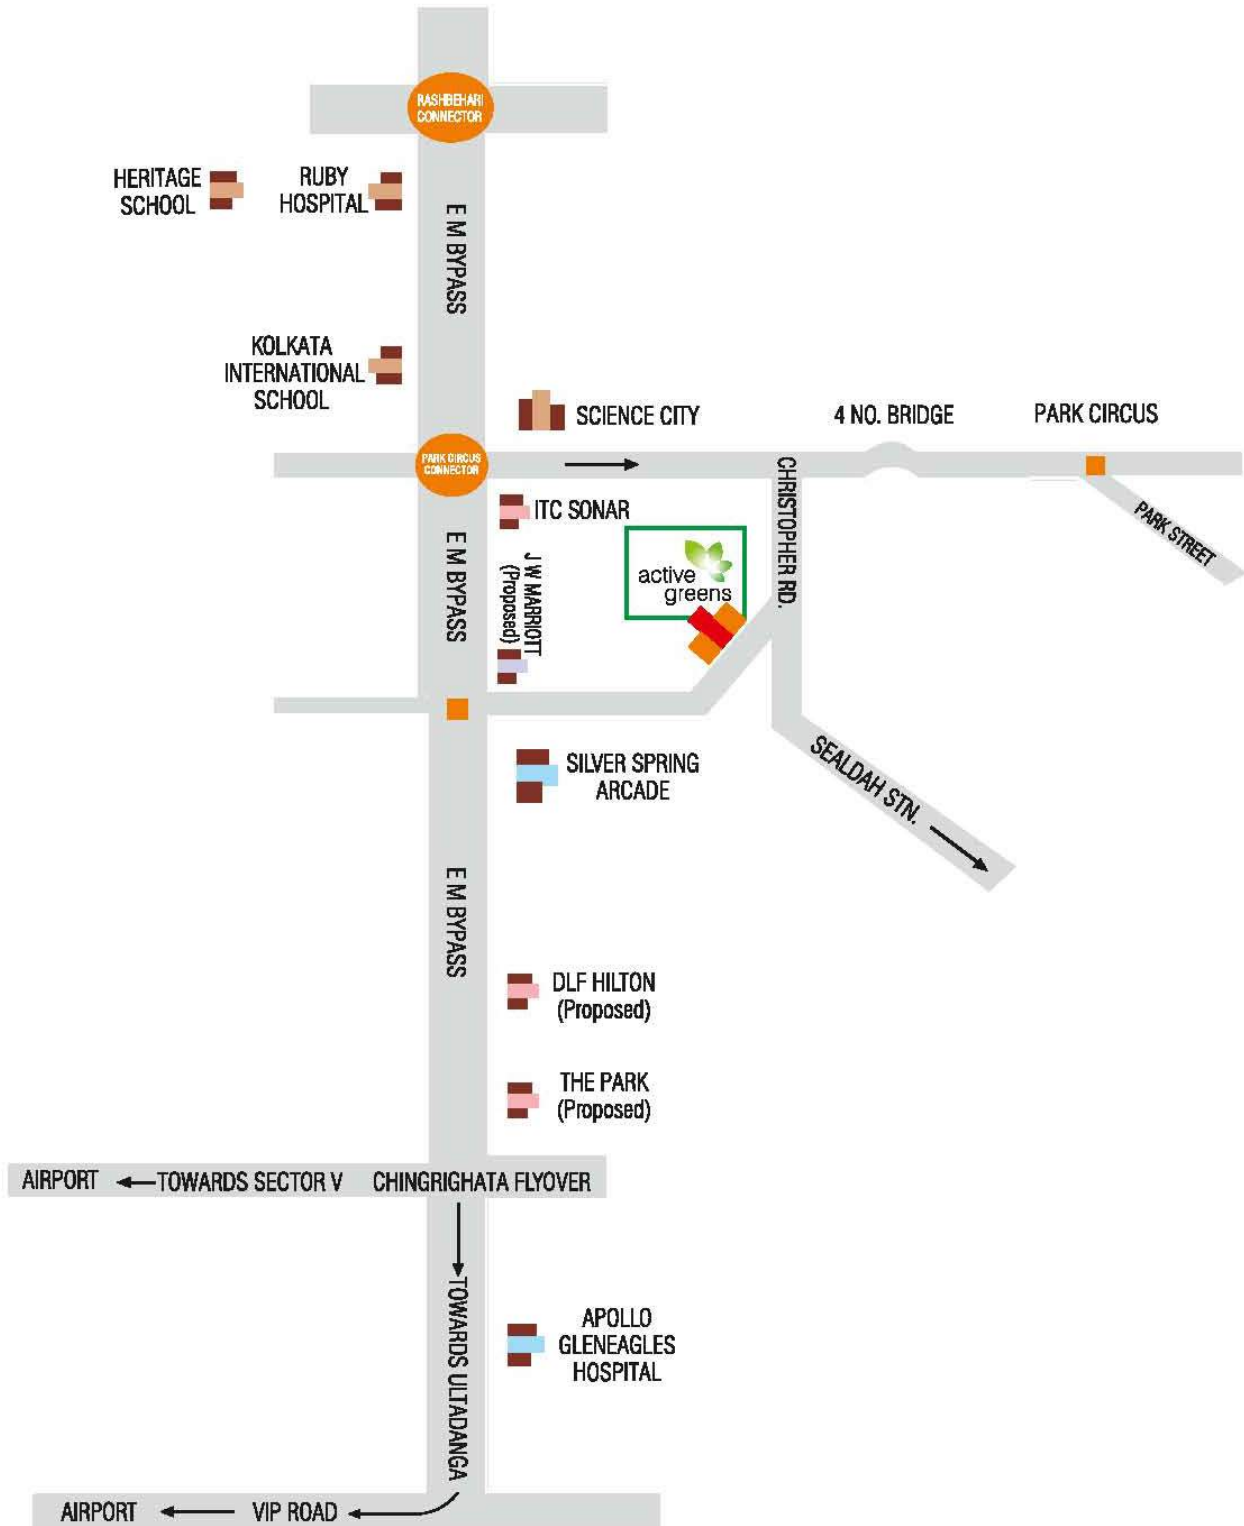 RASHBEHARI
CONNECTOR
HERITAGE
SCHOOL
RUBY
HOSPITAL
E M BYPASS
KOLKATA
INTERNATIONAL
SCHOOL
SCIENCE CITY
4 NO. BRIDGE
PARK CIRCUS
PARK CIRCUS
CONNECTOR
CHRISTOPHER RD.
PARK STREET
ITC SONAR
E M BYPASS
J W MARRIOTT
(Proposed)
active
greens
SILVER SPRING
ARCADE
SEALDAH STN.
E M BYPASS
DLF HILTON
(Proposed)
THE PARK
(Proposed)
AIRPORT
TOWARDS SECTOR V
CHINGRIGHATA FLYOVER
TOWARDS ULTADANGA
APOLLO
GLENEAGLES
HOSPITAL
AIRPORT
VIP ROAD